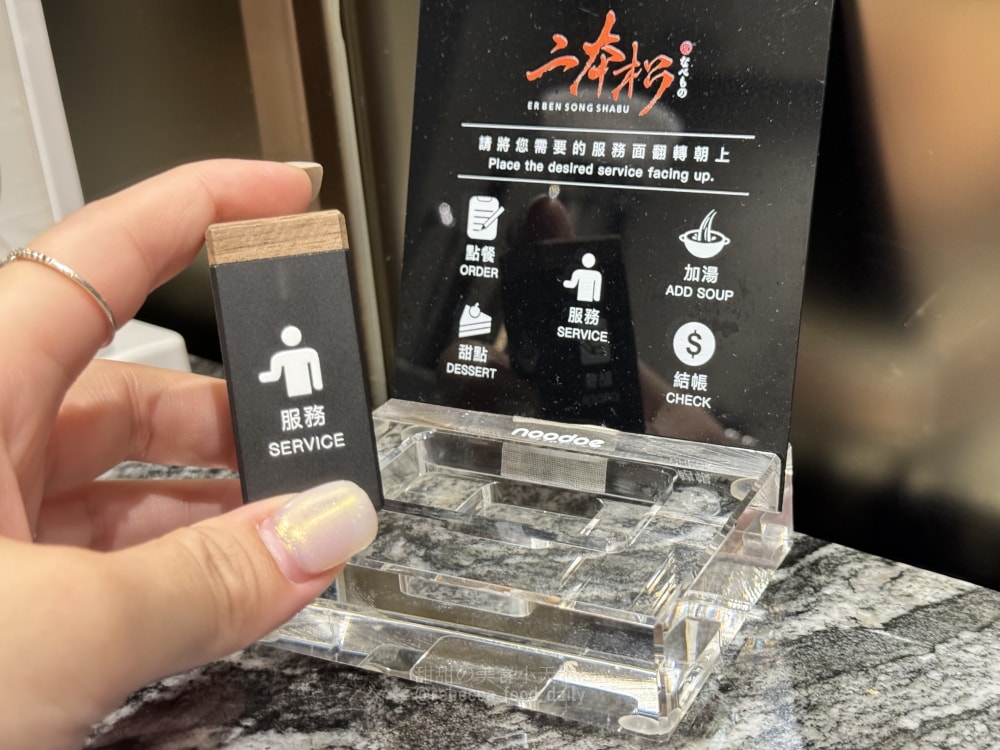 二本松
なべもの
ER BEN SONG SHABU
請將您需要的服務面翻轉朝上
Place the desired service facing up.
點餐
ORDER
加湯
ADD SOUP
服務
SERVICE
甜點
DESSERT
結帳
CHECK
服務
SERVICE
noodoe